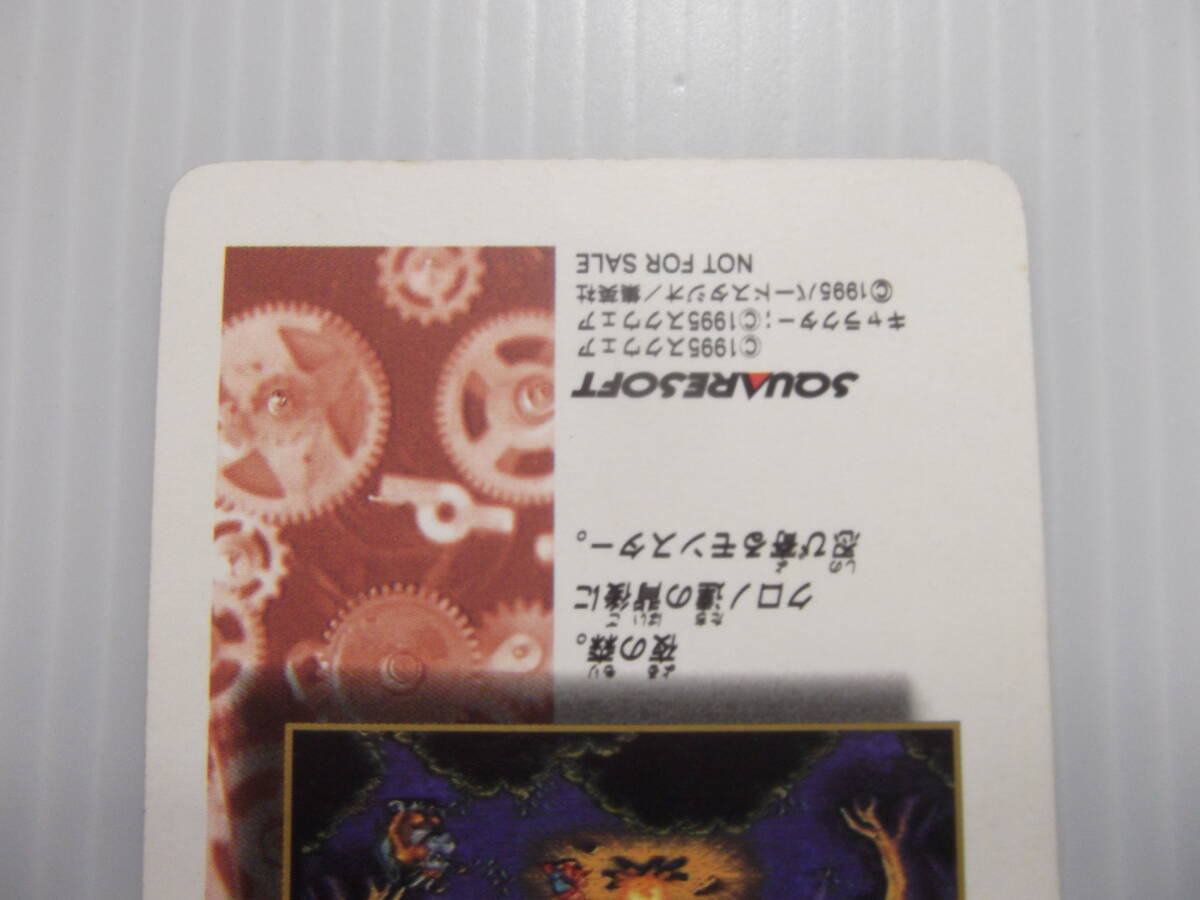 夜の森。
クロノ達の背後に
忍び寄るモンスター。
SQUARESOFT
©1995スクウェア
キャラクター；©1995スクウェア
©1995バードスタジオ／集英社
NOT FOR SALE